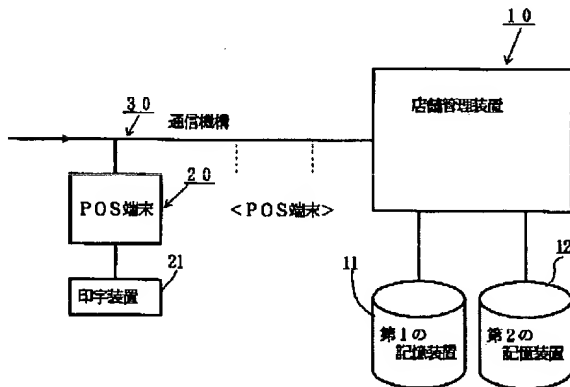 10
店舗管理装置
30
通信機構
POS端末
20
<POS端末>
印字装置
21
11
第1の
記憶装置
12
第2の
記憶装置